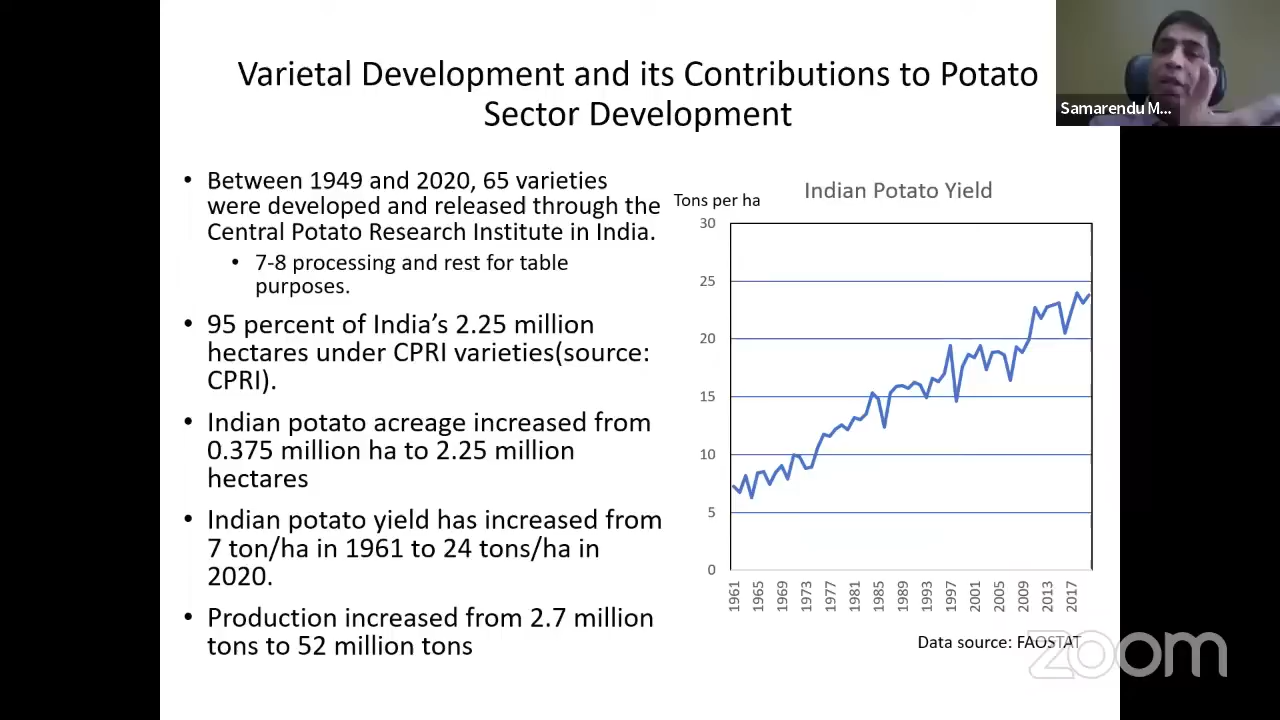 Varietal Development and its Contributions to Potato
Sector Development
Samarendu M...
• Between 1949 and 2020, 65 varieties
were developed and released through the
Central Potato Research Institute in India.
• 7-8 processing and rest for table
purposes.
• 95 percent of India’s 2.25 million
hectares under CPRI varieties(source:
CPRI).
• Indian potato acreage increased from
0.375 million ha to 2.25 million
hectares
• Indian potato yield has increased from
7 ton/ha in 1961 to 24 tons/ha in
2020.
• Production increased from 2.7 million
tons to 52 million tons
Indian Potato Yield
Tons per ha
30
25
20
15
10
5
0
1961 1965 1969 1973 1977 1981 1985 1989 1993 1997 2001 2005 2009 2013 2017
Data source: FAOSTAT
zoom